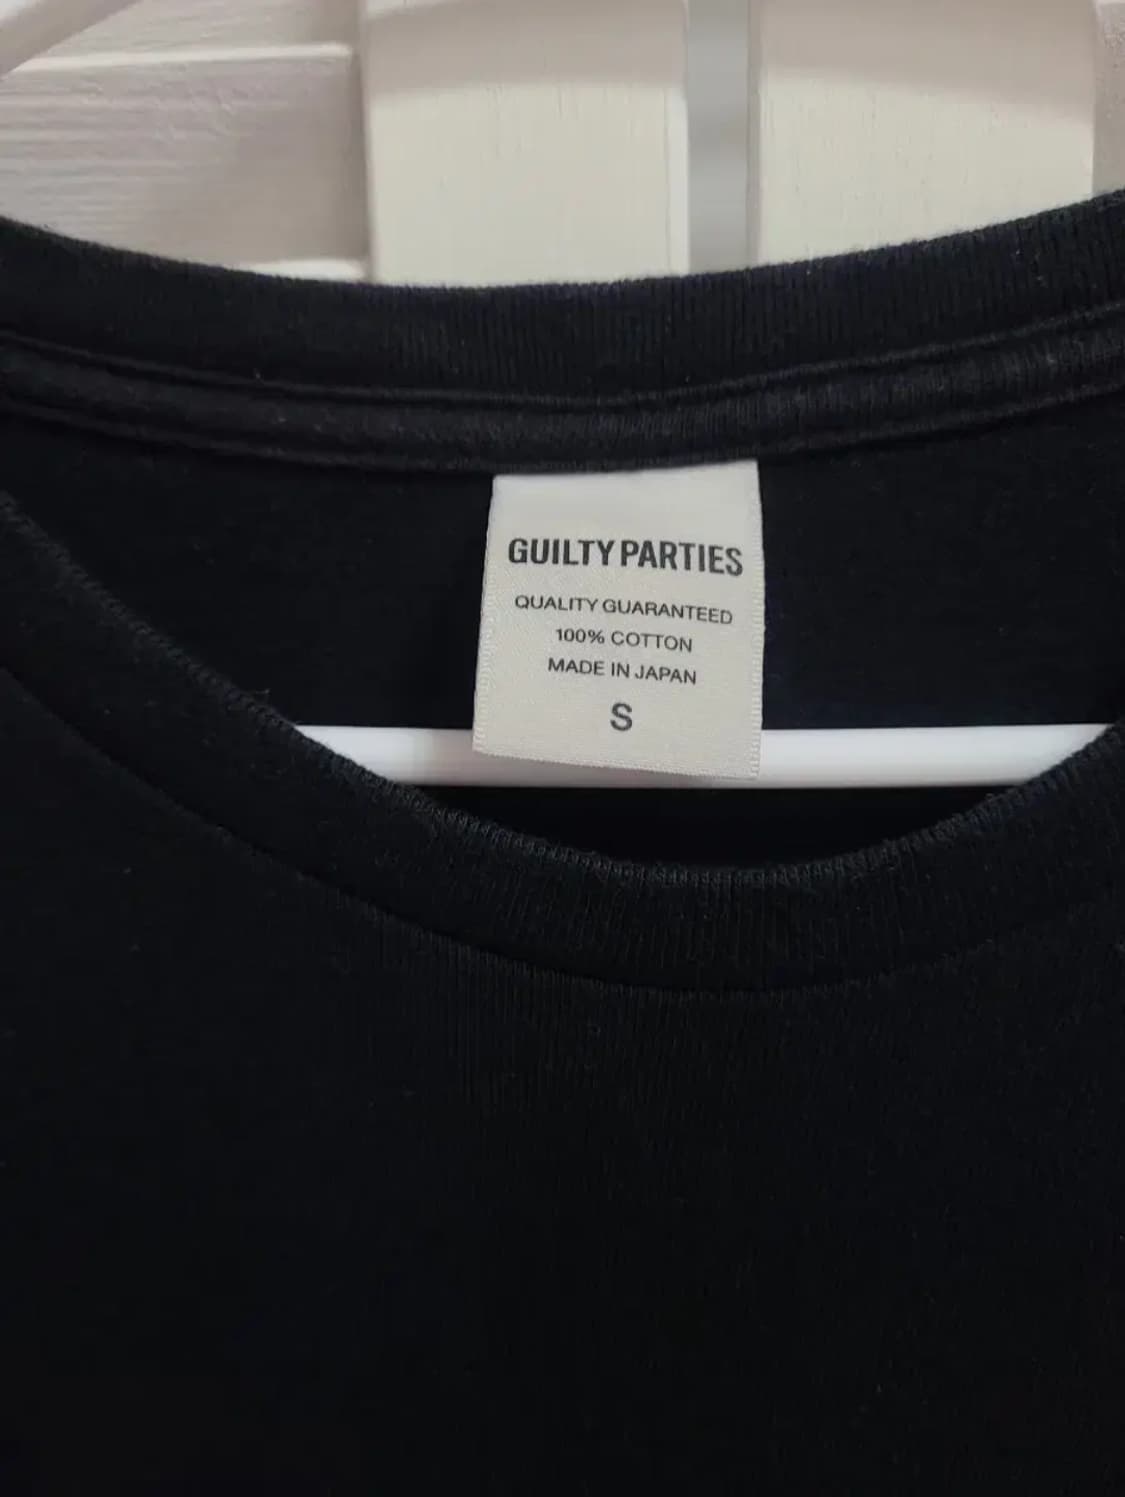 GUILTY PARTIES
QUALITY GUARANTEED
100% COTTON
MADE IN JAPAN
S